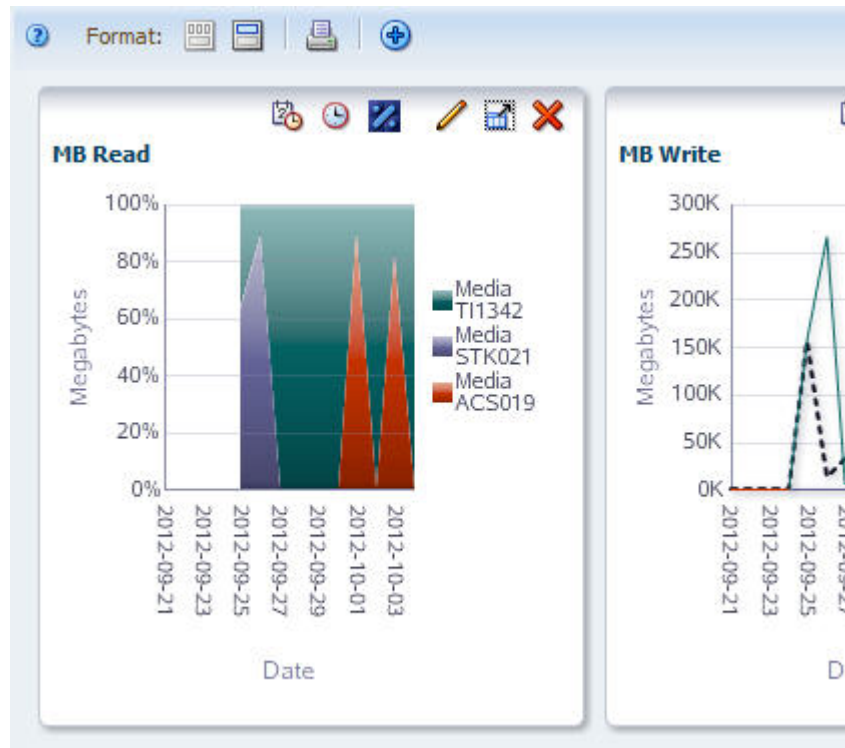 Format:
MB Read
100%
80%
60%
40%
20%
0%
Megabytes
2012-09-21
2012-09-23
2012-09-25
2012-09-27
2012-09-29
2012-10-01
2012-10-03
Date
Media
TI1342
Media
STK021
Media
ACS019
MB Write
300K
250K
200K
150K
100K
50K
0K
Megabytes
2012-09-21
2012-09-23
2012-09-25
2012-09-27
D